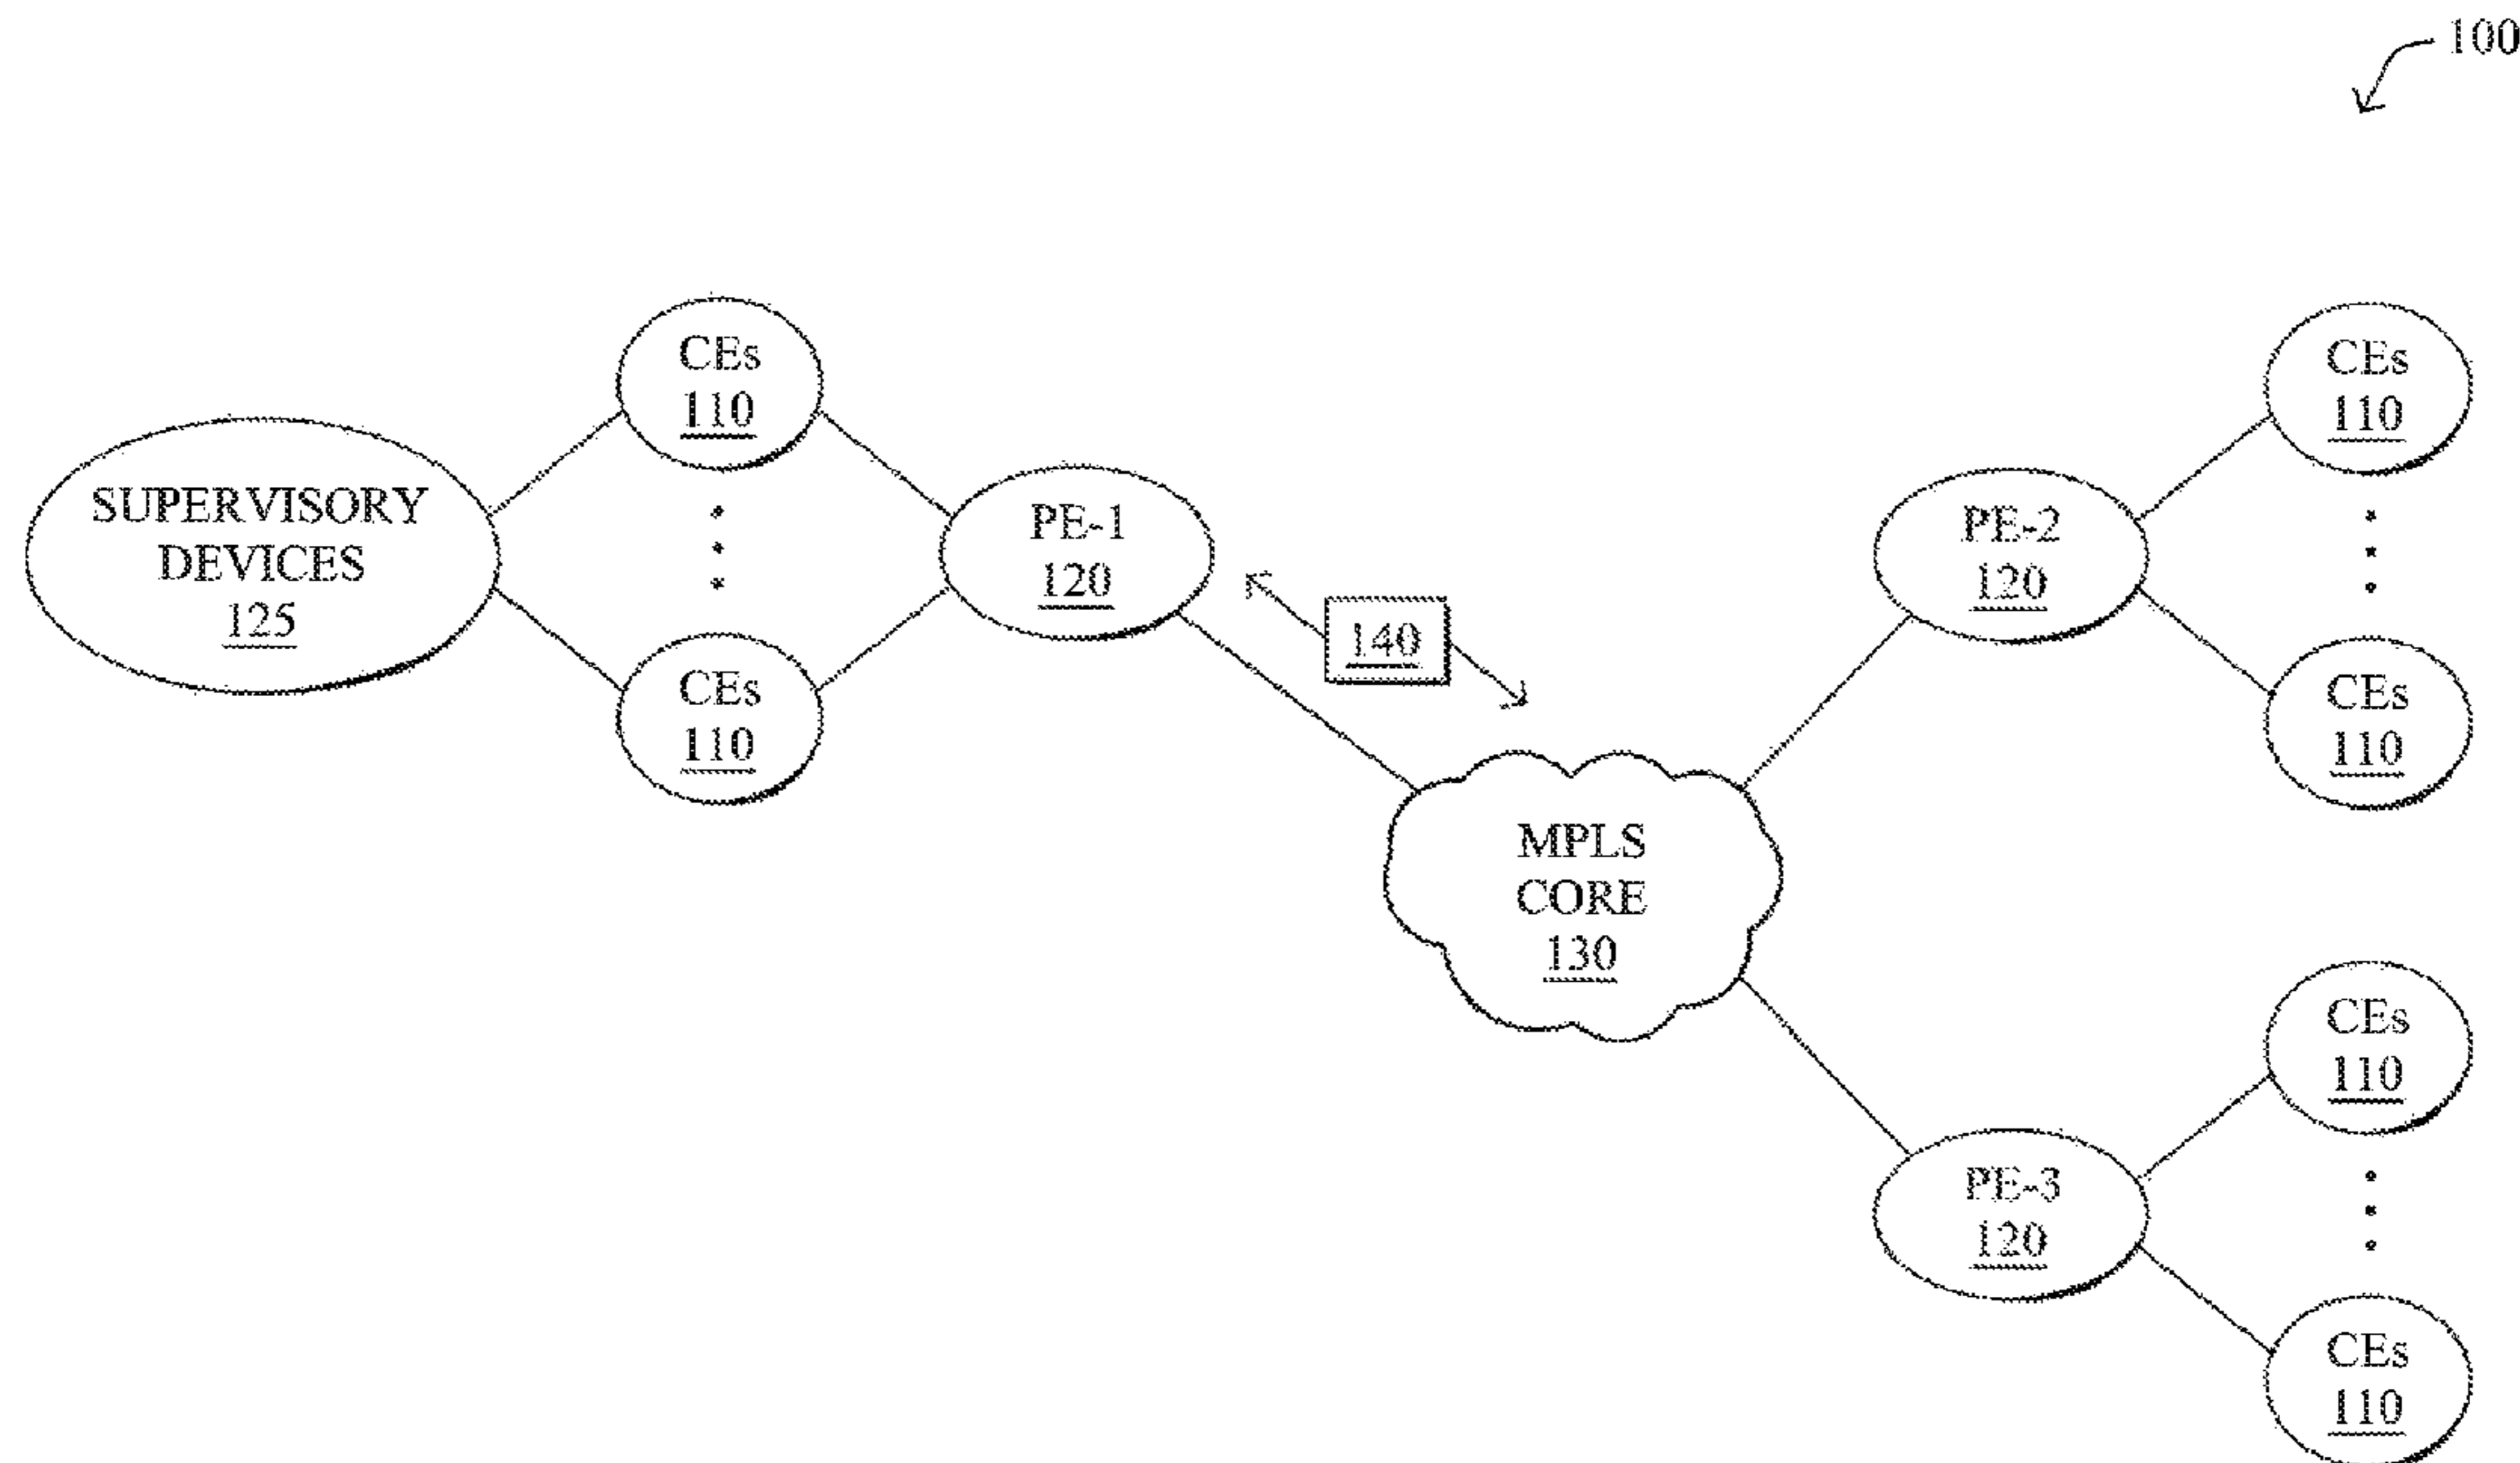 100
CEs
110
SUPERVISORY
DEVICES
125
CEs
110
PE-1
120
140
MPLS
CORE
130
PE-2
120
CEs
110
CEs
110
PE-3
120
CEs
110
CEs
110